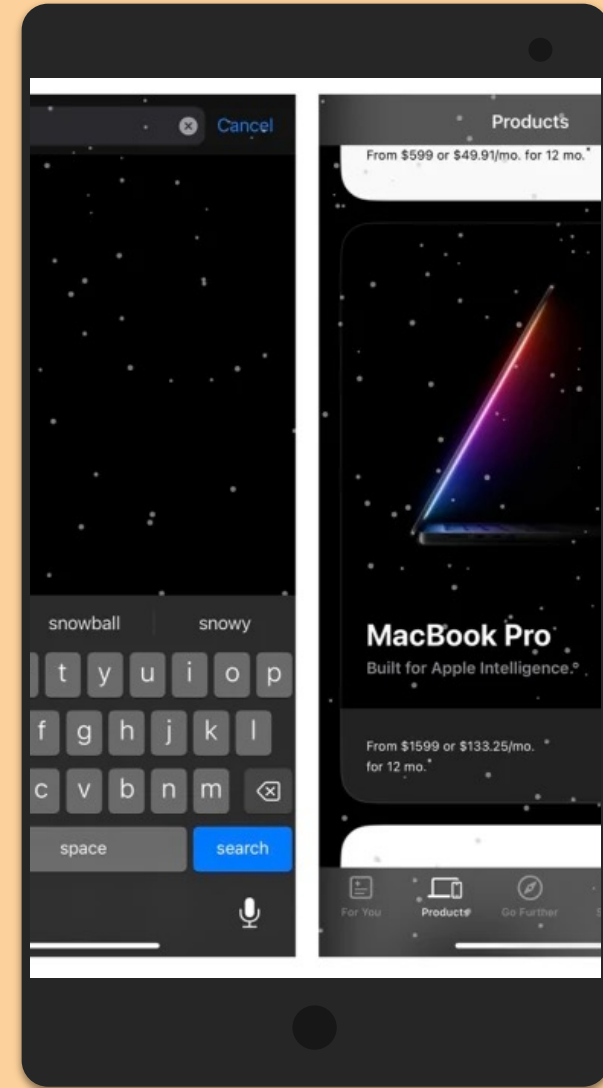 Cancel
snowball snowy
t y u i o p
f g h j k l
c v b n m
space search
Products
From $599 or $49.91/mo. for 12 mo.*
MacBook Pro
Built for Apple Intelligence.
From $1599 or $133.25/mo.
for 12 mo.*
For You Products Go Further